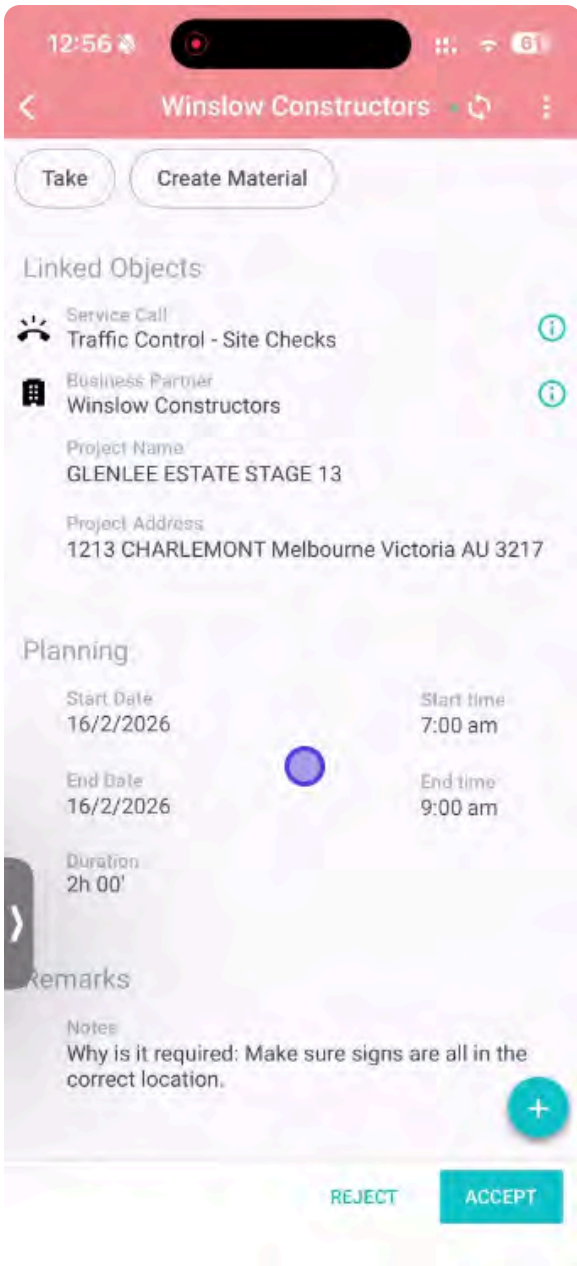 12:56
61
Winslow Constructors
Take
Create Material
Linked Objects
Service Call
Traffic Control - Site Checks
Business Partner
Winslow Constructors
Project Name
GLENLEE ESTATE STAGE 13
Project Address
1213 CHARLEMONT Melbourne Victoria AU 3217
Planning
Start Date
Start time
16/2/2026
7:00 am
End Date
End time
16/2/2026
9:00 am
Duration
2h 00'
Remarks
Notes
Why is it required: Make sure signs are all in the
correct location.
REJECT
ACCEPT